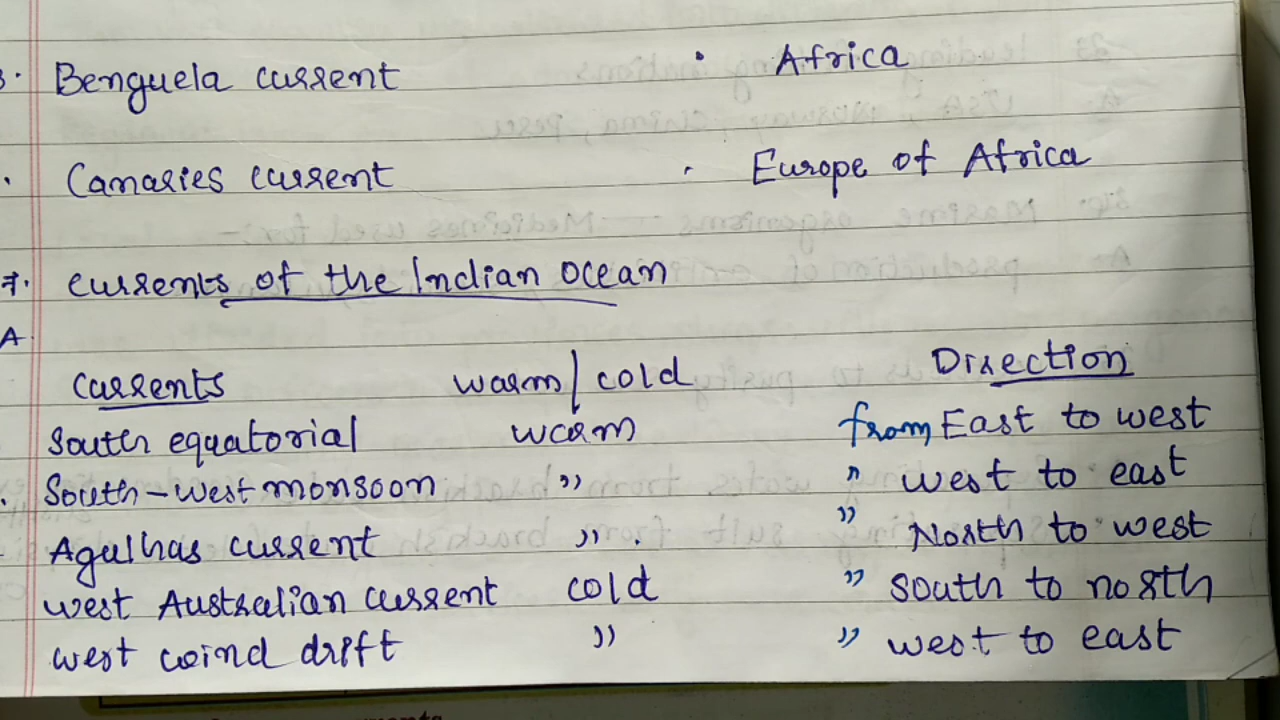 3. Benguela current • Africa
. Canaries current • Europe of Africa
7. currents of the Indian Ocean
A.
currents warm/cold Direction
South equatorial warm from East to west
South-west monsoon ,, ,, west to east
Agulhas current ,, ,, North to west
west Australian current cold ,, south to north
west wind drift ,, ,, west to east